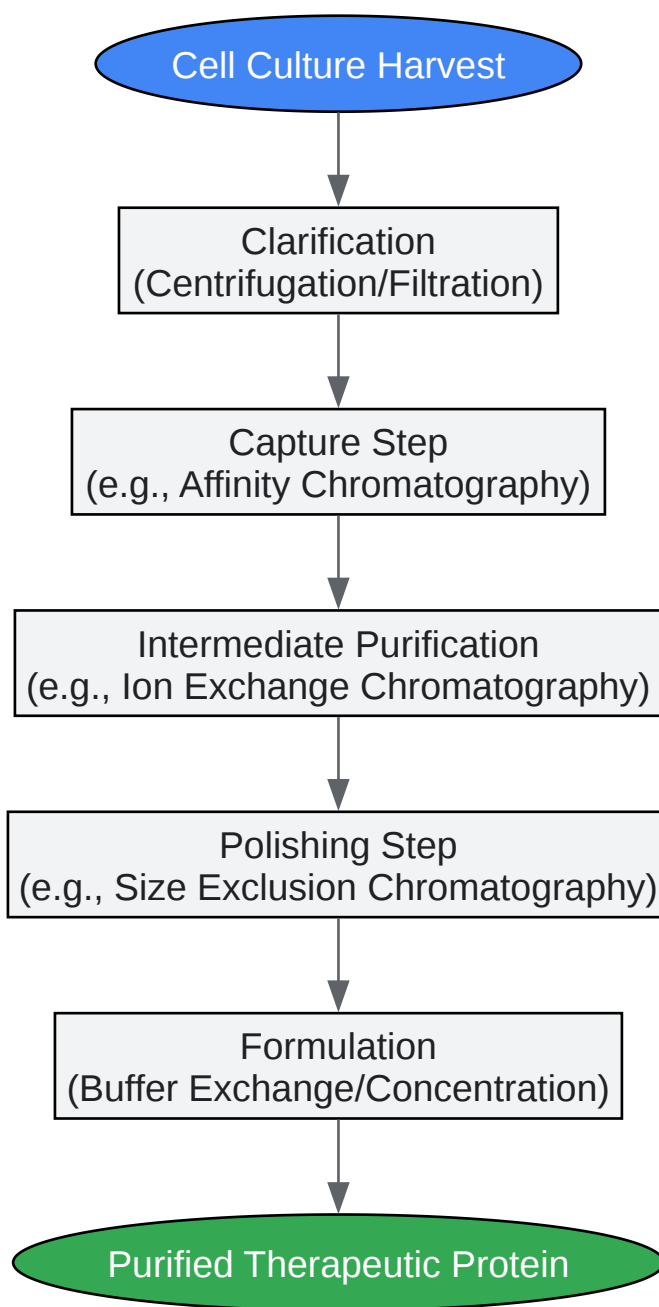 Cell Culture Harvest
Clarification
(Centrifugation/Filtration)
Capture Step
(e.g., Affinity Chromatography)
Intermediate Purification
(e.g., Ion Exchange Chromatography)
Polishing Step
(e.g., Size Exclusion Chromatography)
Formulation
(Buffer Exchange/Concentration)
Purified Therapeutic Protein